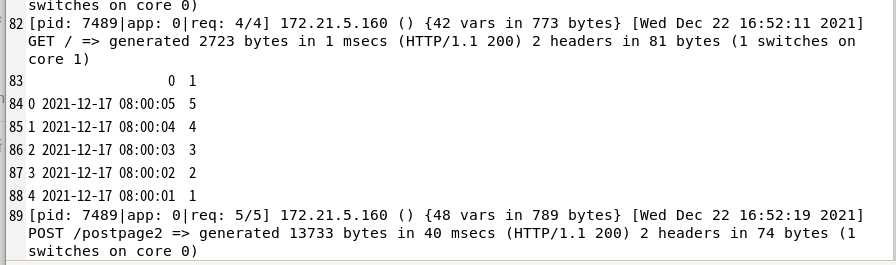 switches on core 0)
82 [pid: 7489|app: 0|req: 4/4] 172.21.5.160 () {42 vars in 773 bytes} [Wed Dec 22 16:52:11 2021]
GET / => generated 2723 bytes in 1 msecs (HTTP/1.1 200) 2 headers in 81 bytes (1 switches on
core 1)
83 0 1
84 0 2021-12-17 08:00:05 5
85 1 2021-12-17 08:00:04 4
86 2 2021-12-17 08:00:03 3
87 3 2021-12-17 08:00:02 2
88 4 2021-12-17 08:00:01 1
89 [pid: 7489|app: 0|req: 5/5] 172.21.5.160 () {48 vars in 789 bytes} [Wed Dec 22 16:52:19 2021]
POST /postpage2 => generated 13733 bytes in 40 msecs (HTTP/1.1 200) 2 headers in 74 bytes (1
switches on core 0)